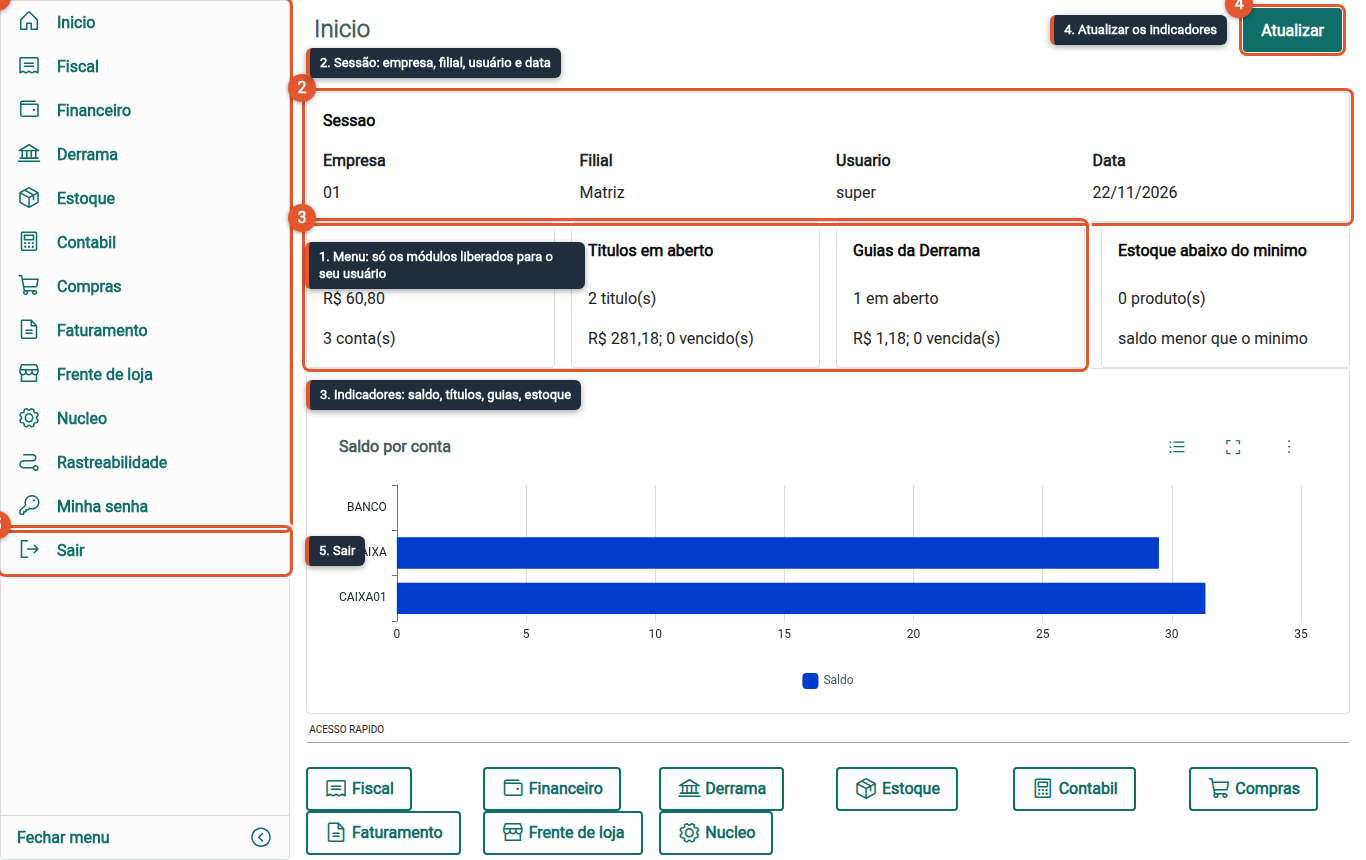 Inicio
Fiscal
Financeiro
Derrama
Estoque
Contabil
Compras
Faturamento
Frente de loja
Nucleo
Rastreabilidade
Minha senha
Sair
Fechar menu
Inicio
4
4. Atualizar os indicadores
Atualizar
2. Sessão: empresa, filial, usuário e data
2
Sessao
Empresa
Filial
Usuario
Data
01
Matriz
super
22/11/2026
3
1. Menu: só os módulos liberados para o
seu usuário
R$ 60,80
3 conta(s)
Titulos em aberto
2 titulo(s)
R$ 281,18; 0 vencido(s)
Guias da Derrama
1 em aberto
R$ 1,18; 0 vencida(s)
Estoque abaixo do minimo
0 produto(s)
saldo menor que o minimo
3. Indicadores: saldo, títulos, guias, estoque
Saldo por conta
BANCO
5. Sair
AIXA
CAIXA01
0 5 10 15 20 25 30 35
Saldo
ACESSO RAPIDO
Fiscal
Financeiro
Derrama
Estoque
Contabil
Compras
Faturamento
Frente de loja
Nucleo